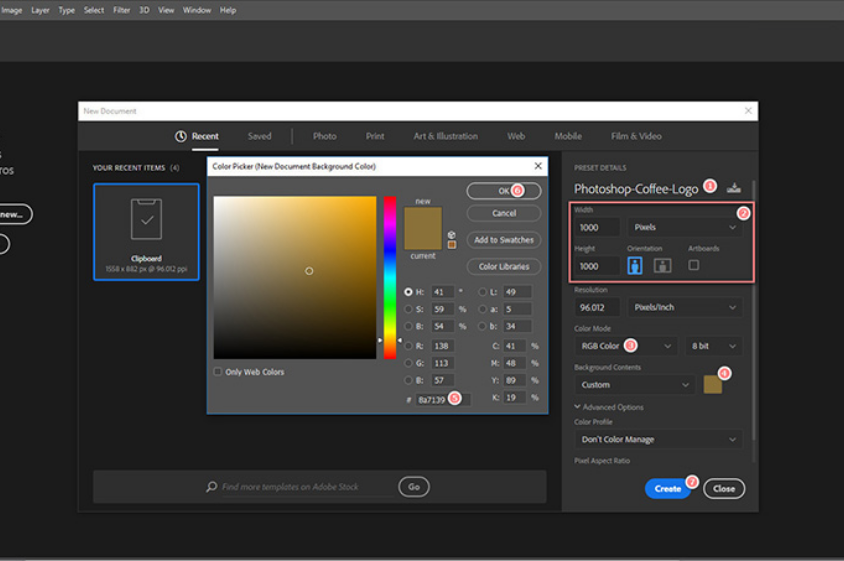 Image Layer Type Select Filter 3D View Window Help
New Document
Recent Saved Photo Print Art & Illustration Web Mobile Film & Video
YOUR RECENT ITEMS (4)
Clipboard
1558 x 882 px @ 96.012 ppi
new...
Color Picker (New Document Background Color)
new
current
OK 6
Cancel
Add to Swatches
Color Libraries
H: 41 ° L: 49
S: 59 % a: 5
B: 54 % b: 34
R: 138 C: 41 %
G: 113 M: 48 %
B: 57 Y: 89 %
# 8a7139 5 K: 19 %
Only Web Colors
Find more templates on Adobe Stock Go
PRESET DETAILS
Photoshop-Coffee-Logo 1
Width 2
1000 Pixels
Height Orientation Artboards
1000
Resolution
96.012 Pixels/Inch
Color Mode
RGB Color 3 8 bit
Background Contents
Custom 4
Advanced Options
Color Profile
Don't Color Manage
Pixel Aspect Ratio
Create 7 Close